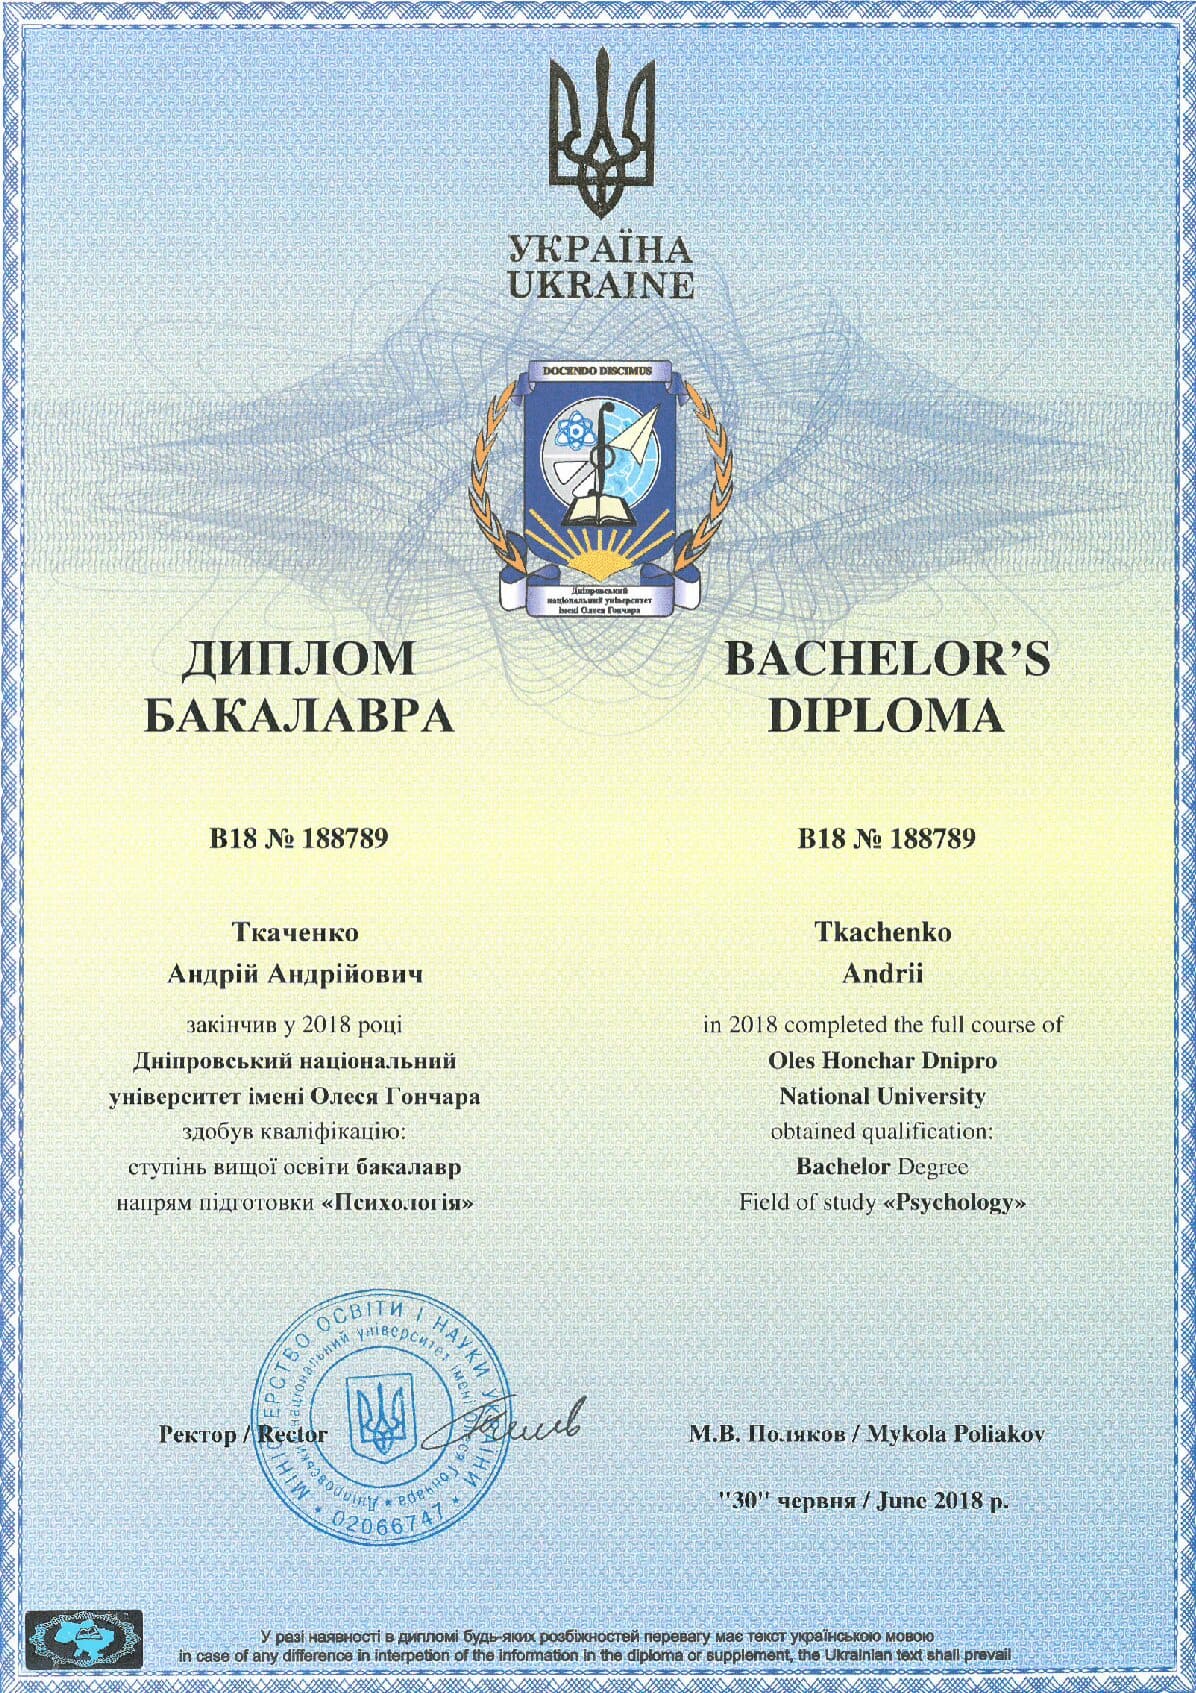 УКРАЇНА
UKRAINE
DOCENDO DISCIMUS
Дніпровський
національний університет
імені Олеся Гончара
ДИПЛОМ
БАКАЛАВРА
В18 № 188789
Ткаченко
Андрій Андрійович
закінчив у 2018 році
Дніпровський національний
університет імені Олеся Гончара
здобув кваліфікацію:
ступінь вищої освіти бакалавр
напрям підготовки «Психологія»
BACHELOR’S
DIPLOMA
B18 № 188789
Tkachenko
Andrii
in 2018 completed the full course of
Oles Honchar Dnipro
National University
obtained qualification:
Bachelor Degree
Field of study «Psychology»
МІНІСТЕРСТВО ОСВІТИ І НАУКИ УКРАЇНИ
Дніпровський національний університет імені Олеся Гончара
02066747
Ректор / Rector
М.В. Поляков / Mykola Poliakov
"30" червня / June 2018 р.
У разі наявності в дипломі будь-яких розбіжностей перевагу має текст українською мовою
in case of any difference in interpetion of the information in the diploma or supplement, the Ukrainian text shall prevail